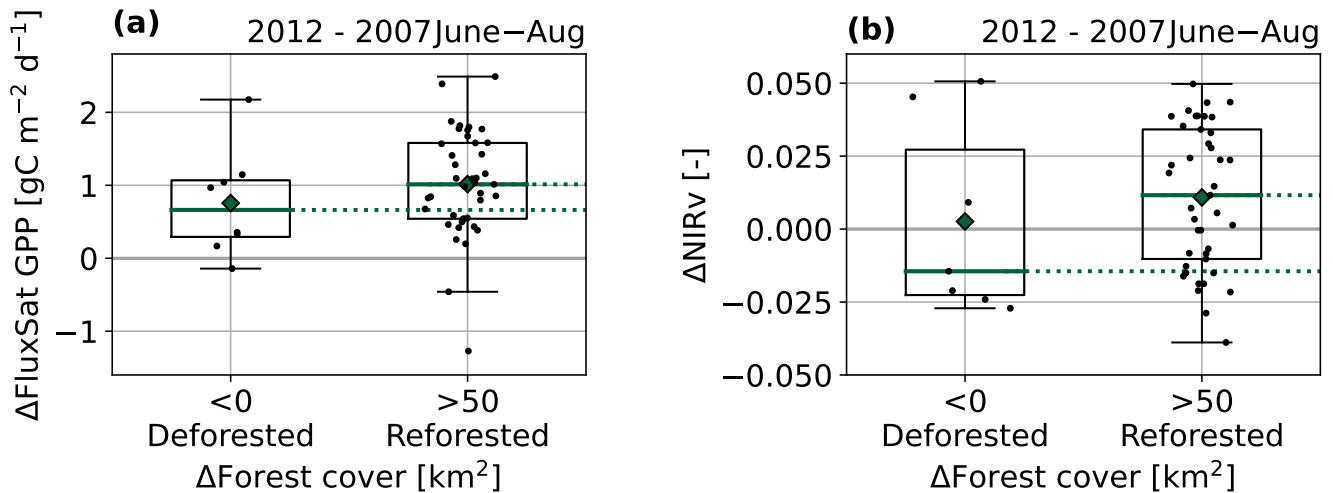 (a)
2012 - 2007June−Aug
ΔFluxSat GPP [gC m⁻² d⁻¹]
2
1
0
−1
<0
Deforested
>50
Reforested
ΔForest cover [km²]
(b)
2012 - 2007June−Aug
ΔNIRv [-]
0.050
0.025
0.000
−0.025
−0.050
<0
Deforested
>50
Reforested
ΔForest cover [km²]